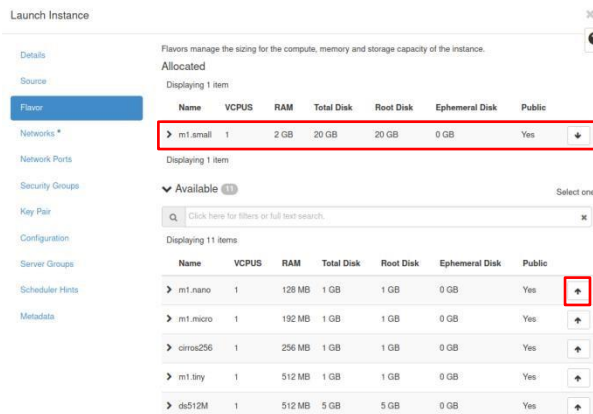 Launch Instance
Details
Source
Flavor
Networks *
Network Ports
Security Groups
Key Pair
Configuration
Server Groups
Scheduler Hints
Metadata
Flavors manage the sizing for the compute, memory and storage capacity of the instance.
Allocated
Displaying 1 item
Name VCPUS RAM Total Disk Root Disk Ephemeral Disk Public
m1.small 1 2 GB 20 GB 20 GB 0 GB Yes
Displaying 1 item
Available 11
Select one
Click here for filters or full text search.
Displaying 11 items
Name VCPUS RAM Total Disk Root Disk Ephemeral Disk Public
m1.nano 1 128 MB 1 GB 1 GB 0 GB Yes
m1.micro 1 192 MB 1 GB 1 GB 0 GB Yes
cirros256 1 256 MB 1 GB 1 GB 0 GB Yes
m1.tiny 1 512 MB 1 GB 1 GB 0 GB Yes
ds512M 1 512 MB 5 GB 5 GB 0 GB Yes